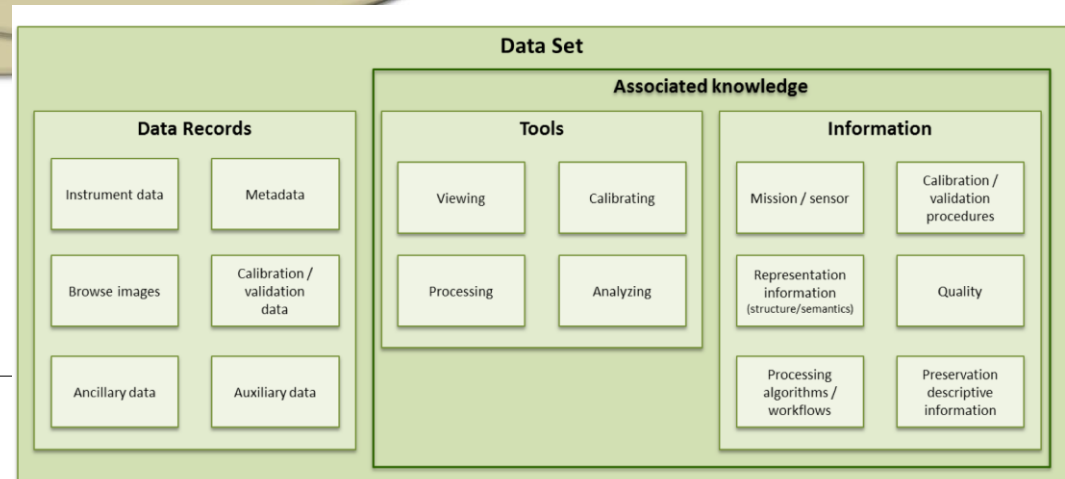 Data Set
Associated knowledge
Data Records
Instrument data
Metadata
Browse images
Calibration /
validation
data
Ancillary data
Auxiliary data
Tools
Viewing
Calibrating
Processing
Analyzing
Information
Mission / sensor
Calibration /
validation
procedures
Representation
information
(structure/semantics)
Quality
Processing
algorithms /
workflows
Preservation
descriptive
information